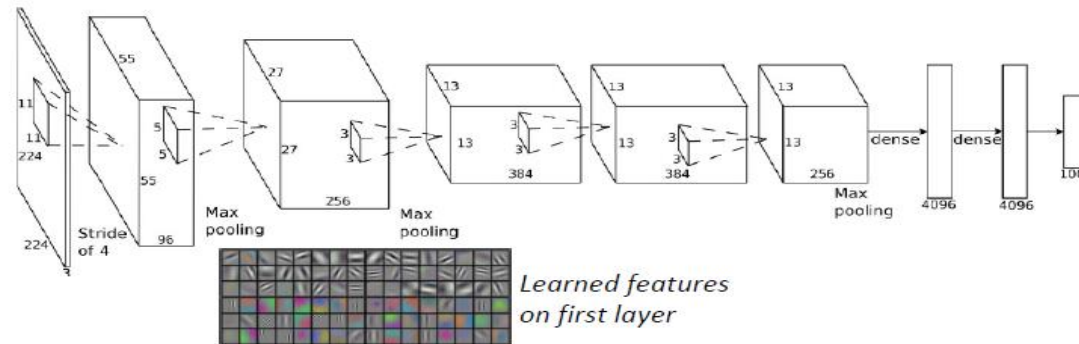 55
27
13
13
13
11
11
5
5
3
3
3
3
3
3
224
55
27
13
13
13
dense
dense
384
384
256
256
Max
pooling
4096
4096
224
Stride
of 4
96
Max
pooling
Max
pooling
3
Learned features
on first layer